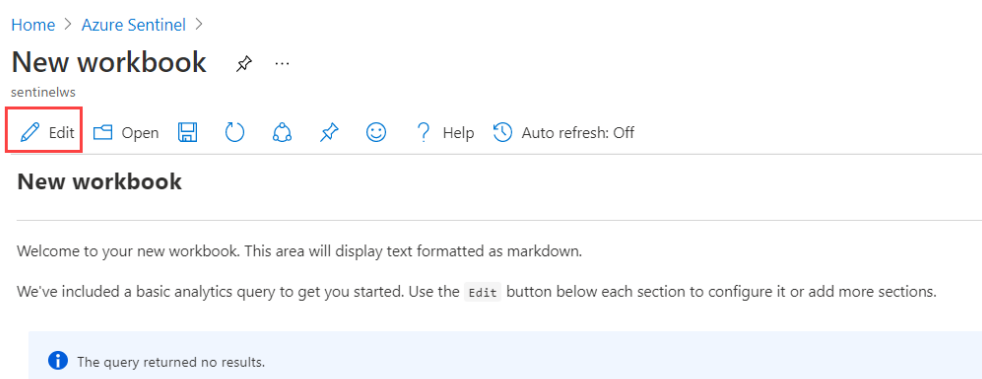 Home > Azure Sentinel >
New workbook ...
sentinelws
Edit Open ? Help Auto refresh: Off
New workbook
Welcome to your new workbook. This area will display text formatted as markdown.
We've included a basic analytics query to get you started. Use the Edit button below each section to configure it or add more sections.
The query returned no results.